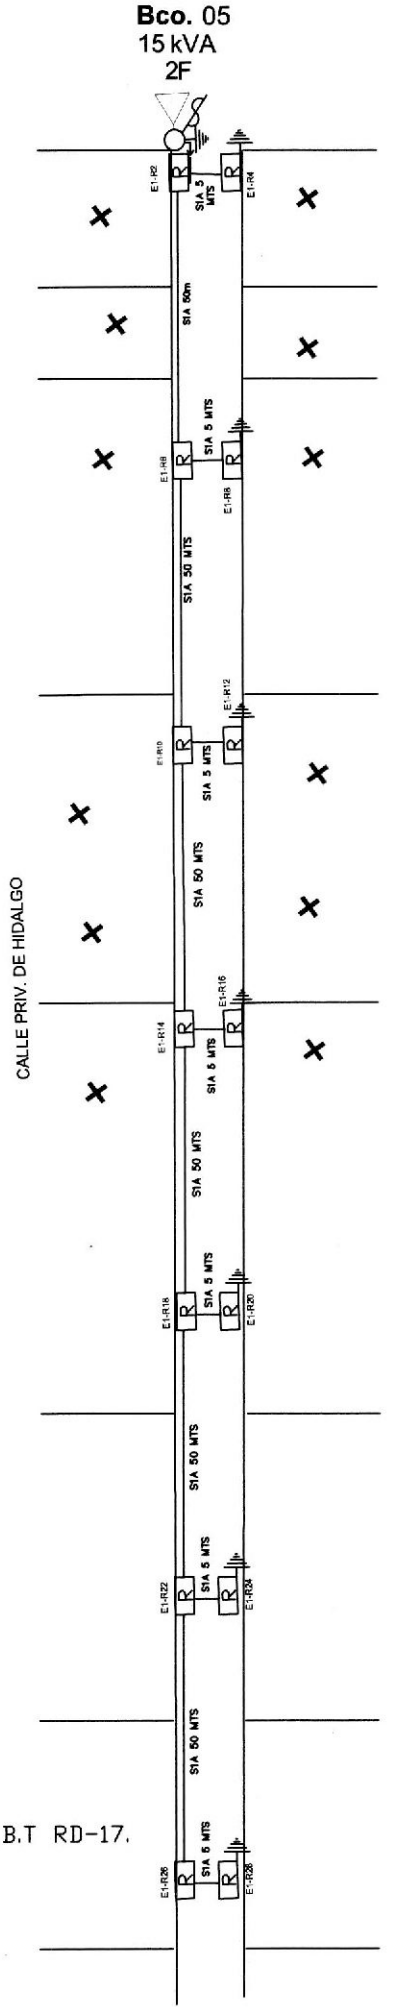 Bco. 05
15 kVA
2F
R
R
E1-R2
S1A 5
MTS
E1-R4
S1A 50m
S1A 5 MTS
R
R
E1-R8
S1A 50 MTS
E1-R12
R
R
E1-R10
S1A 5 MTS
S1A 50 MTS
CALLE PRIV. DE HIDALGO
E1-R16
R
R
E1-R14
S1A 5 MTS
S1A 50 MTS
S1A 5 MTS
R
R
E1-R18
E1-R20
S1A 50 MTS
S1A 5 MTS
R
R
E1-R22
E1-R24
S1A 50 MTS
B.T RD-17.
S1A 5 MTS
R
R
E1-R26